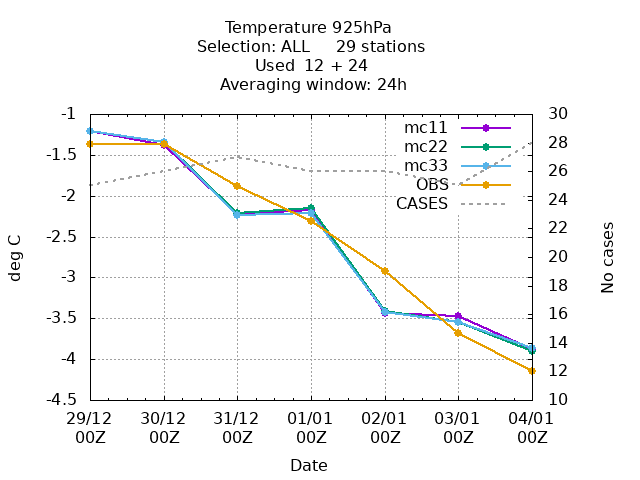 Temperature 925hPa
Selection: ALL     29 stations
Used  12 + 24
Averaging window: 24h
-1
-1.5
-2
-2.5
-3
-3.5
-4
-4.5
deg C
30
28
26
24
22
20
18
16
14
12
10
No cases
mc11
mc22
mc33
OBS
CASES
29/12 30/12 31/12 01/01 02/01 03/01 04/01
00Z 00Z 00Z 00Z 00Z 00Z 00Z
Date